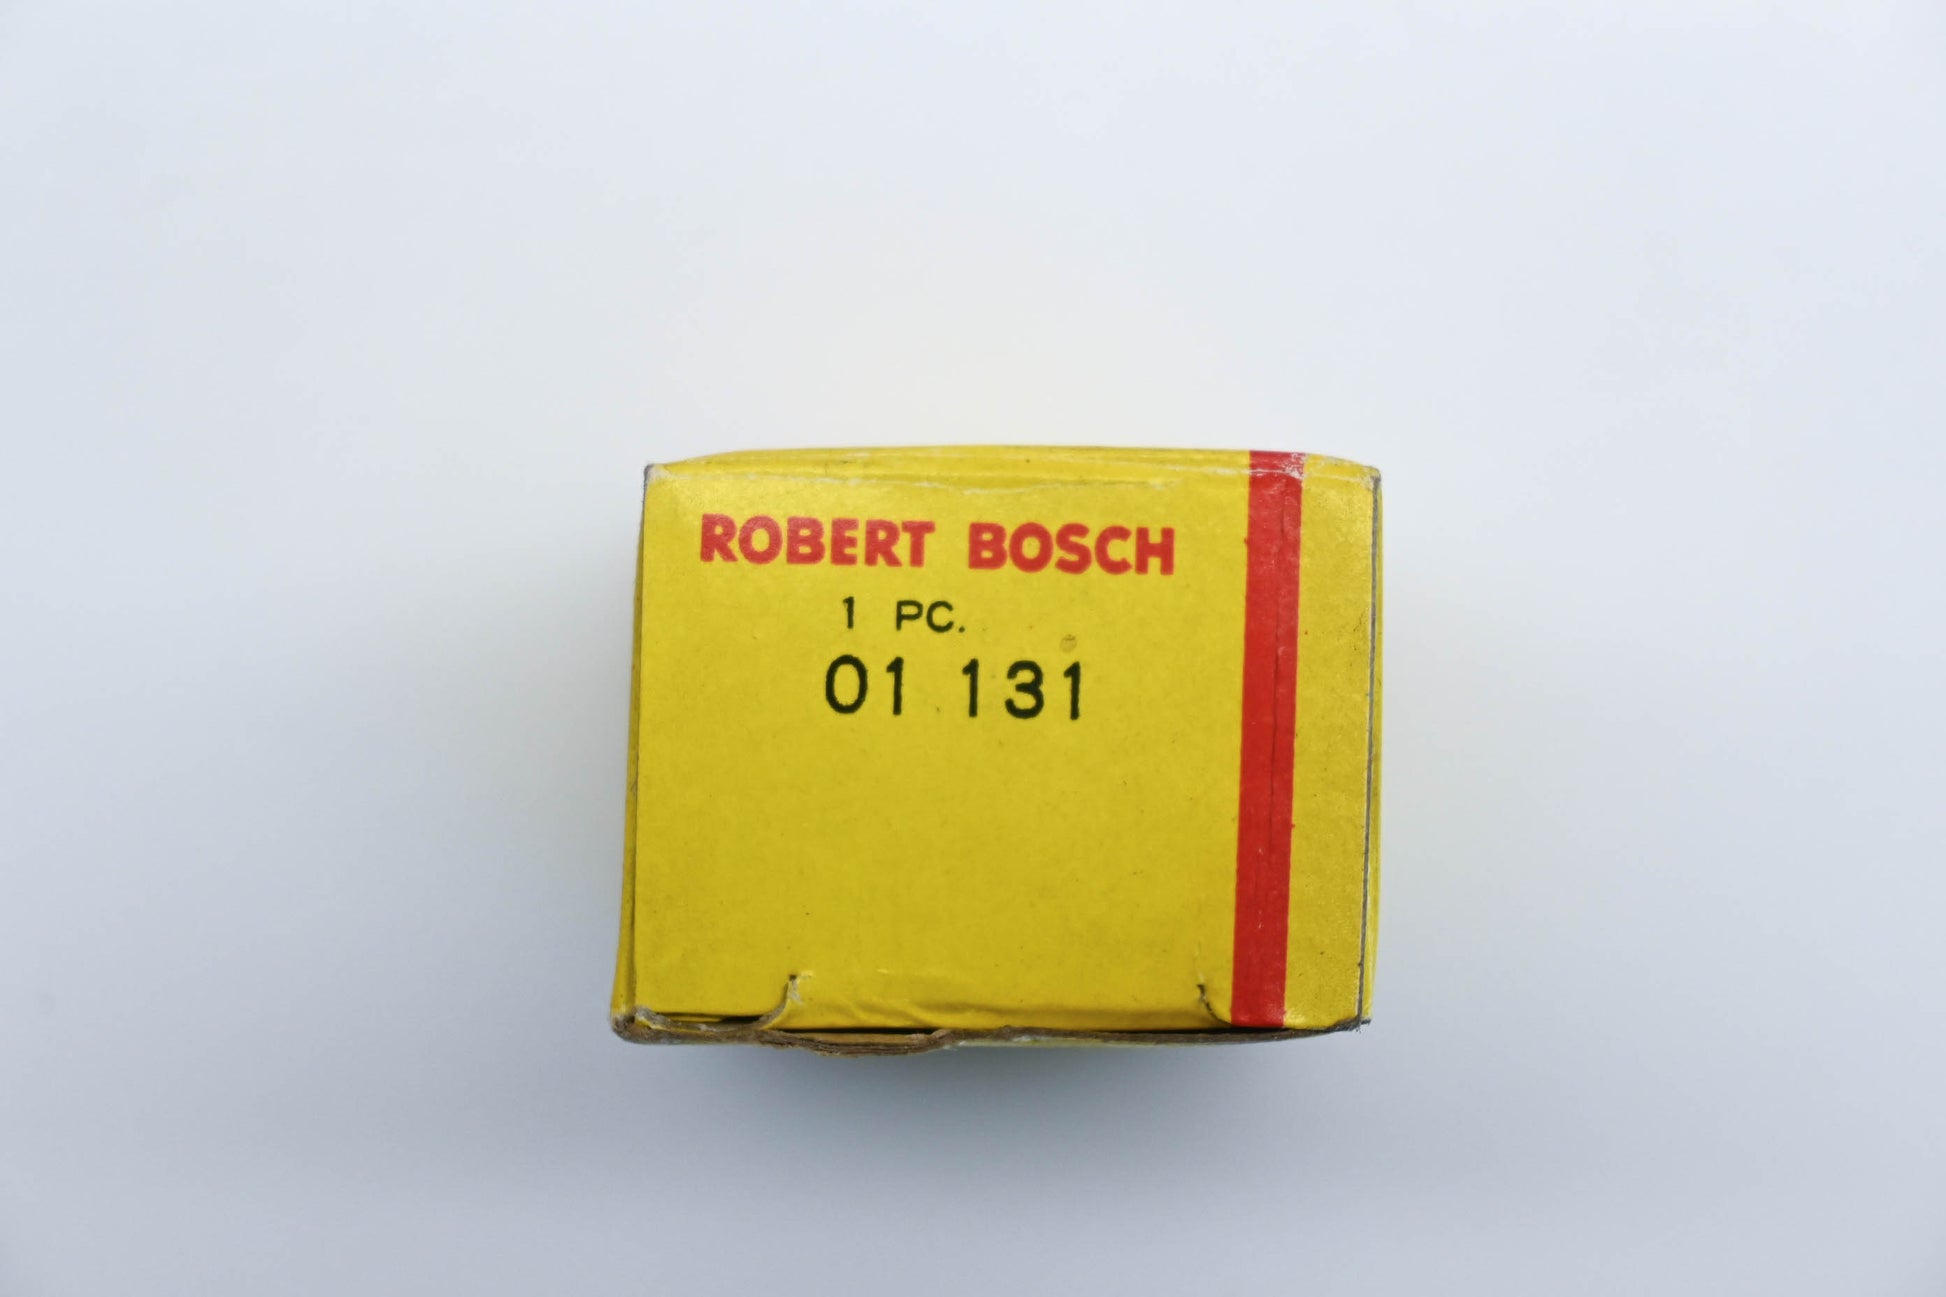 ROBERT BOSCH
1 PC.
01 131